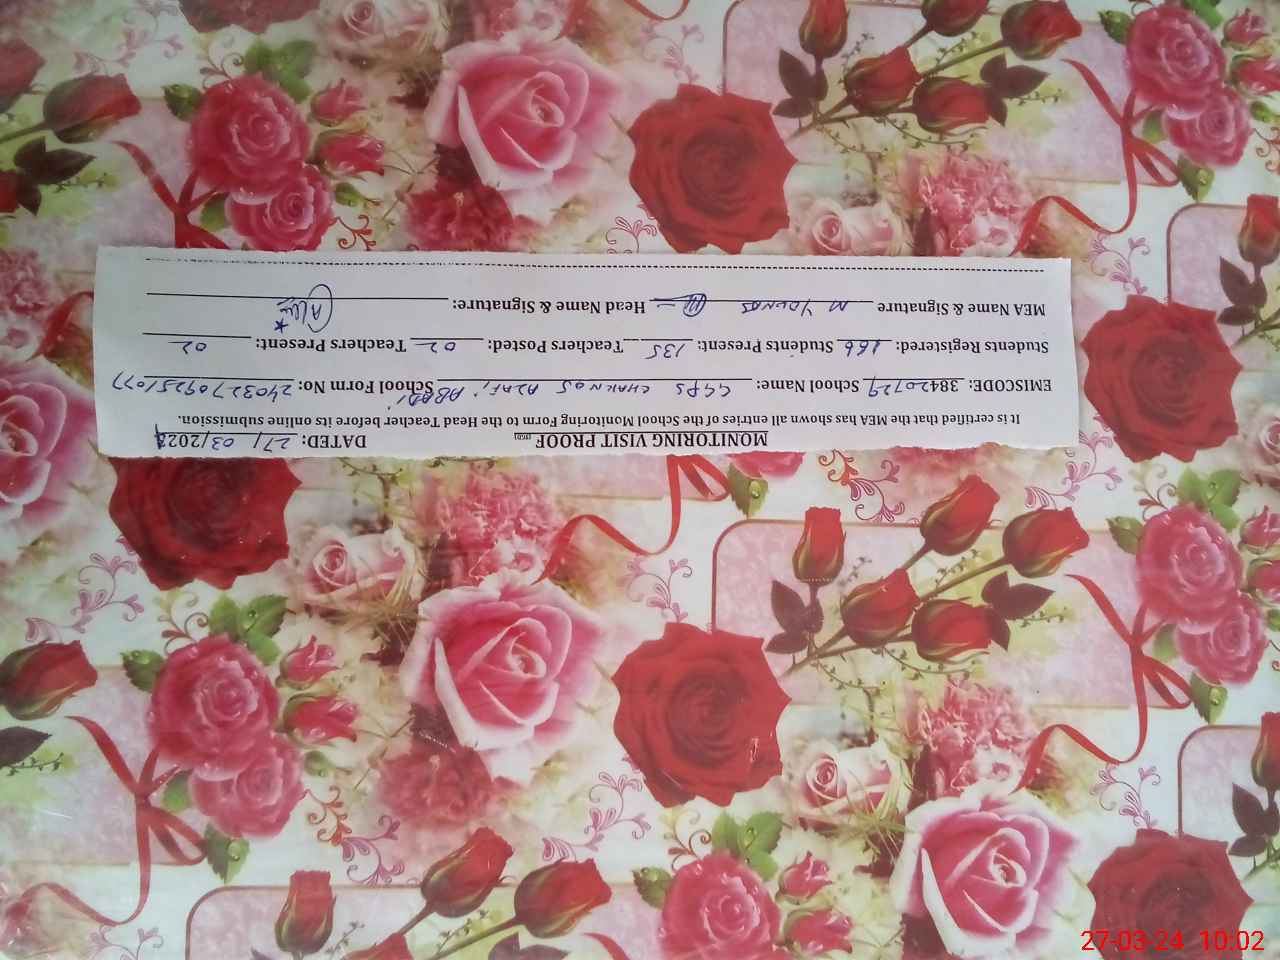 MONITORING VISIT PROOF DATED: 27/03/2024
It is certified that the MEA has shown all entries of the School Monitoring Form to the Head Teacher before its online submission.
EMISCODE: 38420729 School Name: GGPS CHAK NO5 AZAFI ABADI School Form No: 24032709251077
Students Registered: 166 Students Present: 135 Teachers Posted: 02 Teachers Present: 02
MEA Name & Signature M YOUNAS Head Name & Signature:
27-03-24 10:02